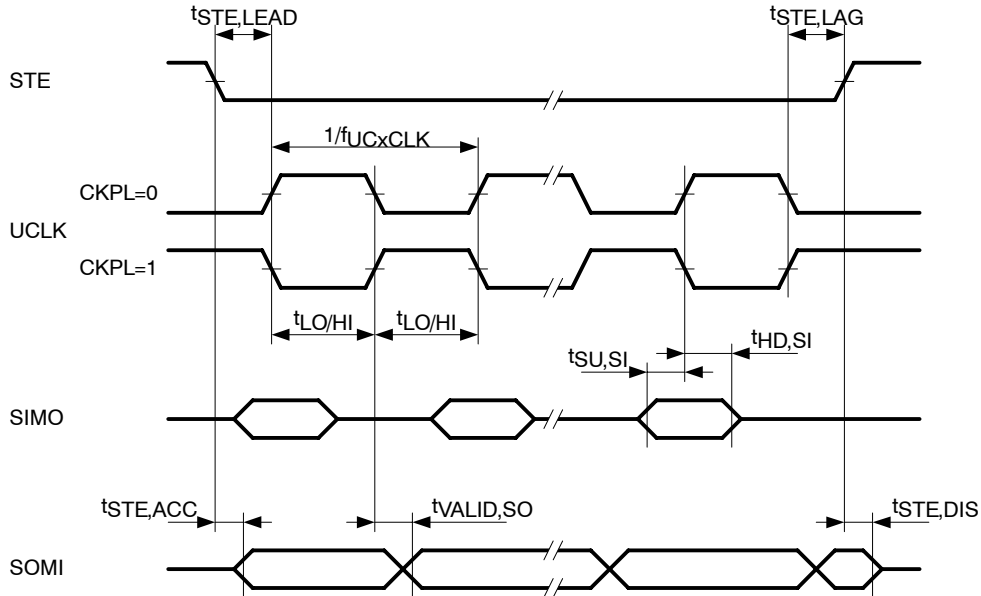 tSTE,LEAD
tSTE,LAG
STE
1/fUCxCLK
CKPL=0
UCLK
CKPL=1
tLO/HI
tLO/HI
tHD,SI
tSU,SI
SIMO
tSTE,ACC
tVALID,SO
tSTE,DIS
SOMI